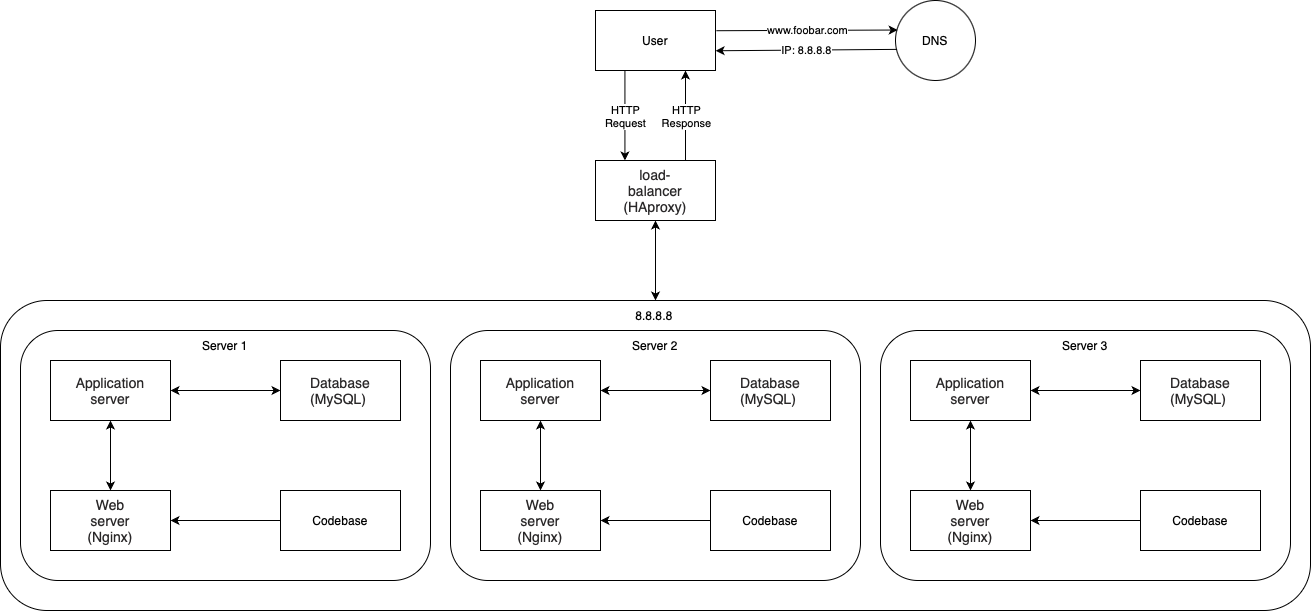 User
www.foobar.com
DNS
IP: 8.8.8.8
HTTP
Request
HTTP
Response
load-
balancer
(HAproxy)
8.8.8.8
Server 1
Application
server
Database
(MySQL)
Web
server
(Nginx)
Codebase
Server 2
Application
server
Database
(MySQL)
Web
server
(Nginx)
Codebase
Server 3
Application
server
Database
(MySQL)
Web
server
(Nginx)
Codebase